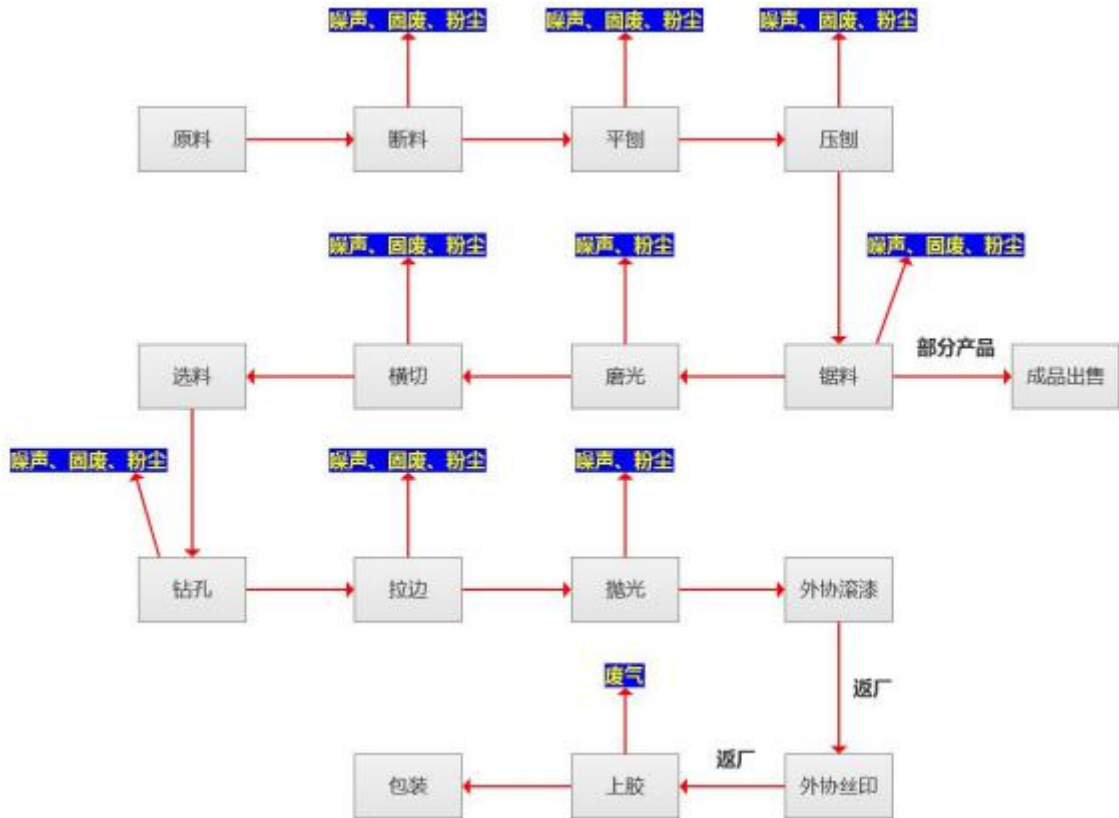 噪声、固废、粉尘
噪声、固废、粉尘
噪声、固废、粉尘
原料
断料
平刨
压刨
噪声、固废、粉尘
噪声、粉尘
噪声、固废、粉尘
部分产品
选料
横切
磨光
锯料
成品出售
噪声、固废、粉尘
噪声、固废、粉尘
噪声、粉尘
钻孔
拉边
抛光
外协滚漆
废气
返厂
返厂
包装
上胶
外协丝印